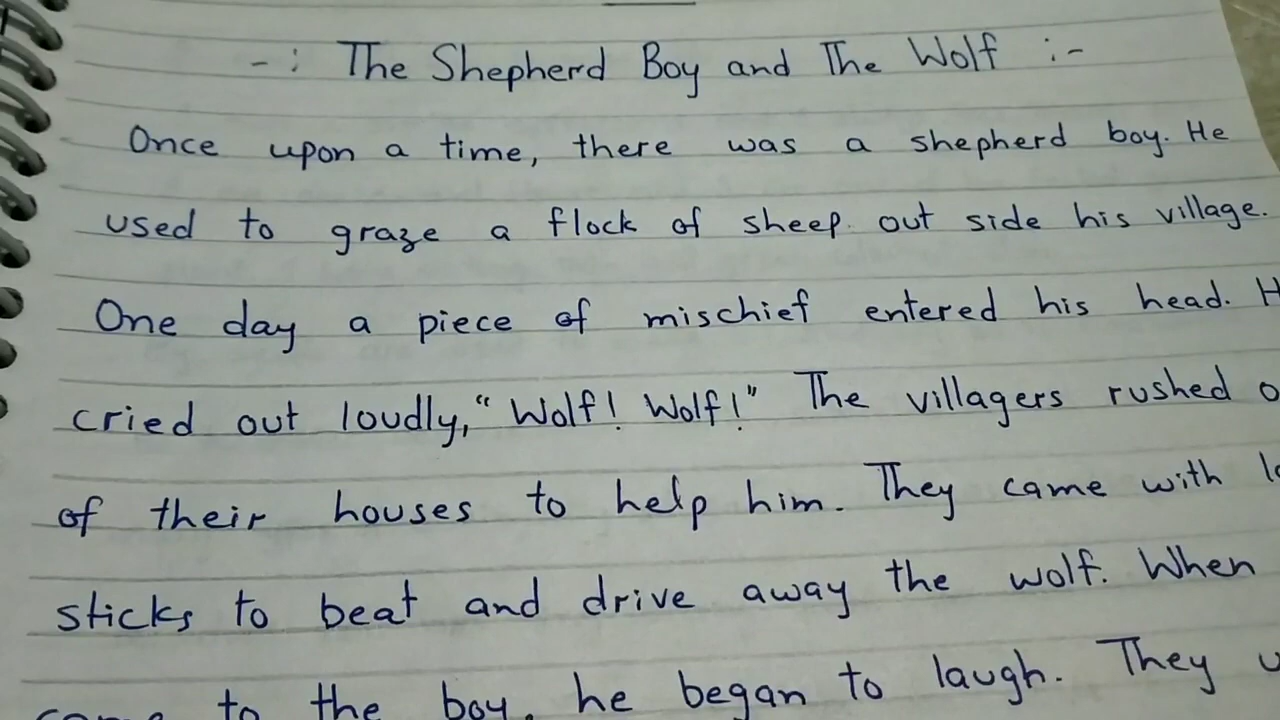 -: The Shepherd Boy and The Wolf :-
Once upon a time, there was a shepherd boy. He
used to graze a flock of sheep. out side his village.
One day a piece of mischief entered his head.
cried out loudly, "Wolf! Wolf!" The villagers rushed
of their houses to help him. They came with
sticks to beat and drive away the wolf. When
to the boy, he began to laugh. They